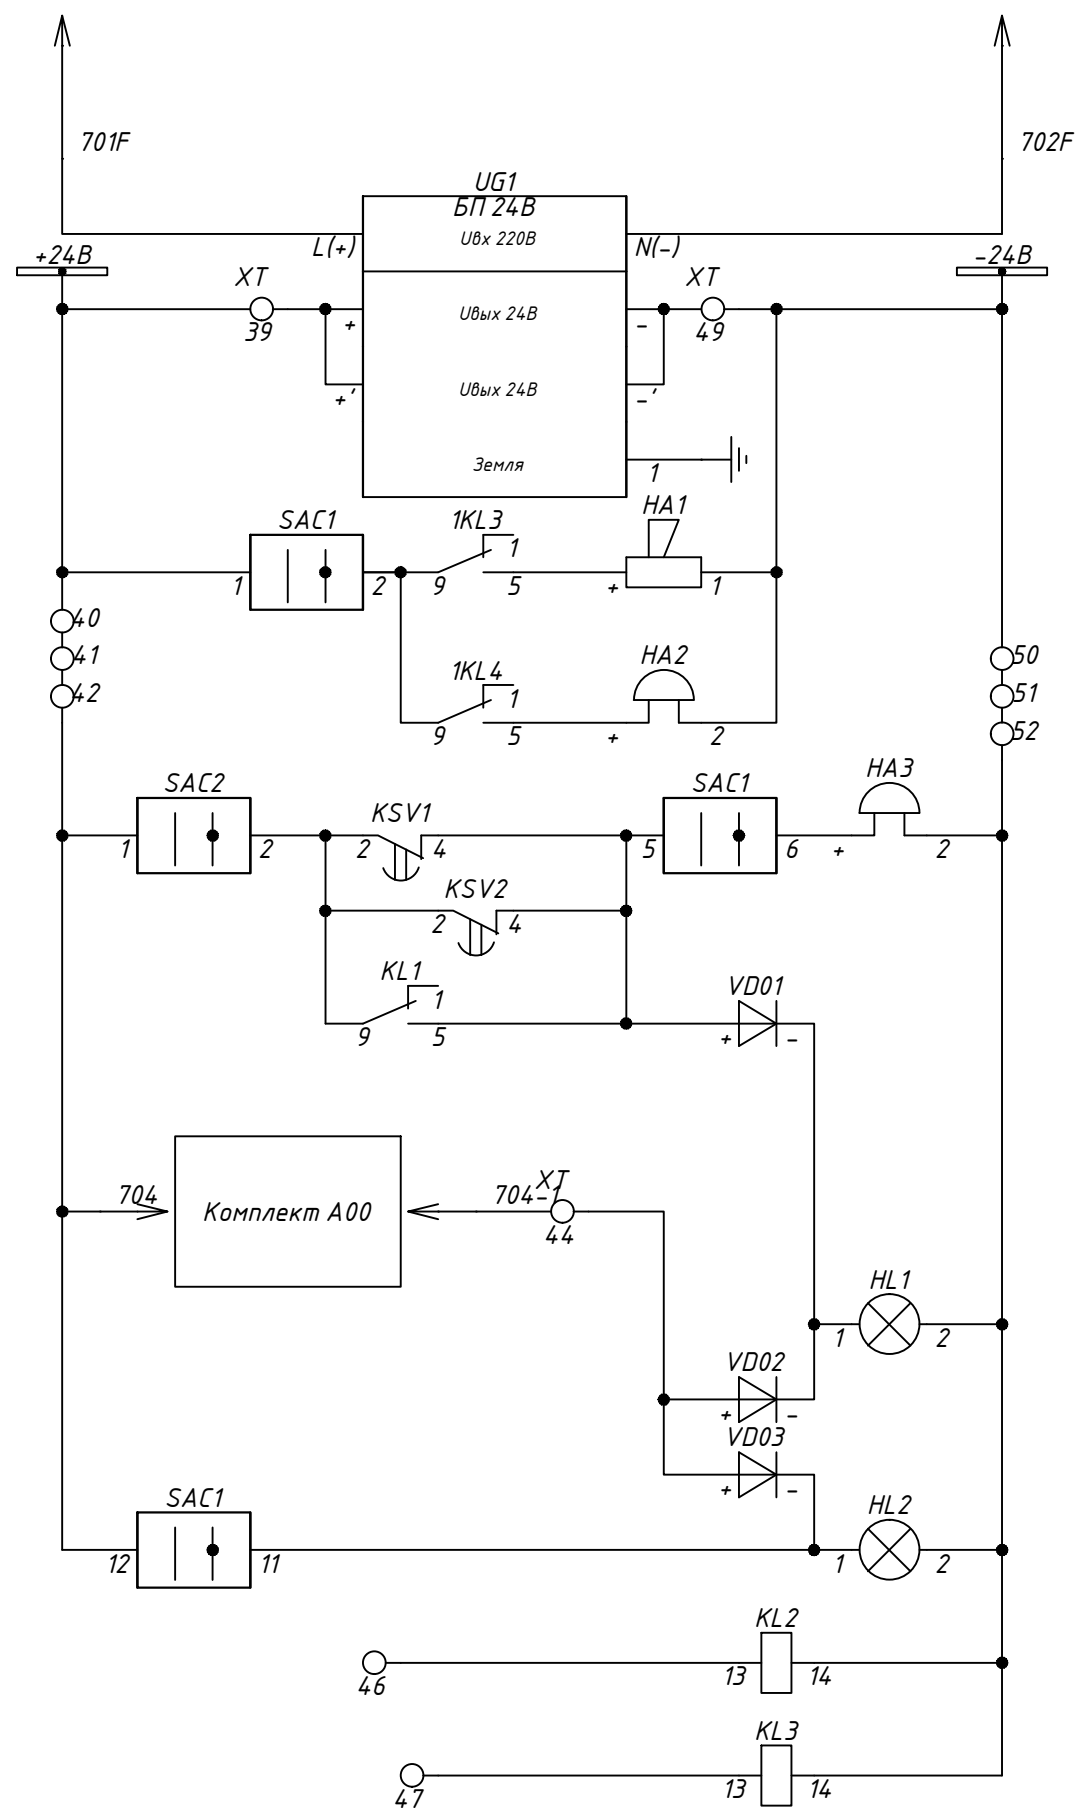 701F
702F
UG1
БП 24В
Uвх 220В
L(+)
N(-)
+24В
-24В
XT
XT
39
+
Uвых 24В
-
49
+'
Uвых 24В
-'
Земля
1
SAC1
1KL3
HA1
1
1
2
9
5
+
1
40
41
42
50
51
52
1KL4
HA2
1
9
5
+
2
SAC2
KSV1
SAC1
HA3
1
2
2
4
5
6
+
2
KSV2
2
4
KL1
1
9
5
VD01
+
-
704
Комплект А00
704-1
XT
44
HL1
1
2
VD02
+
-
VD03
+
-
SAC1
HL2
12
11
1
2
KL2
46
13
14
KL3
47
13
14